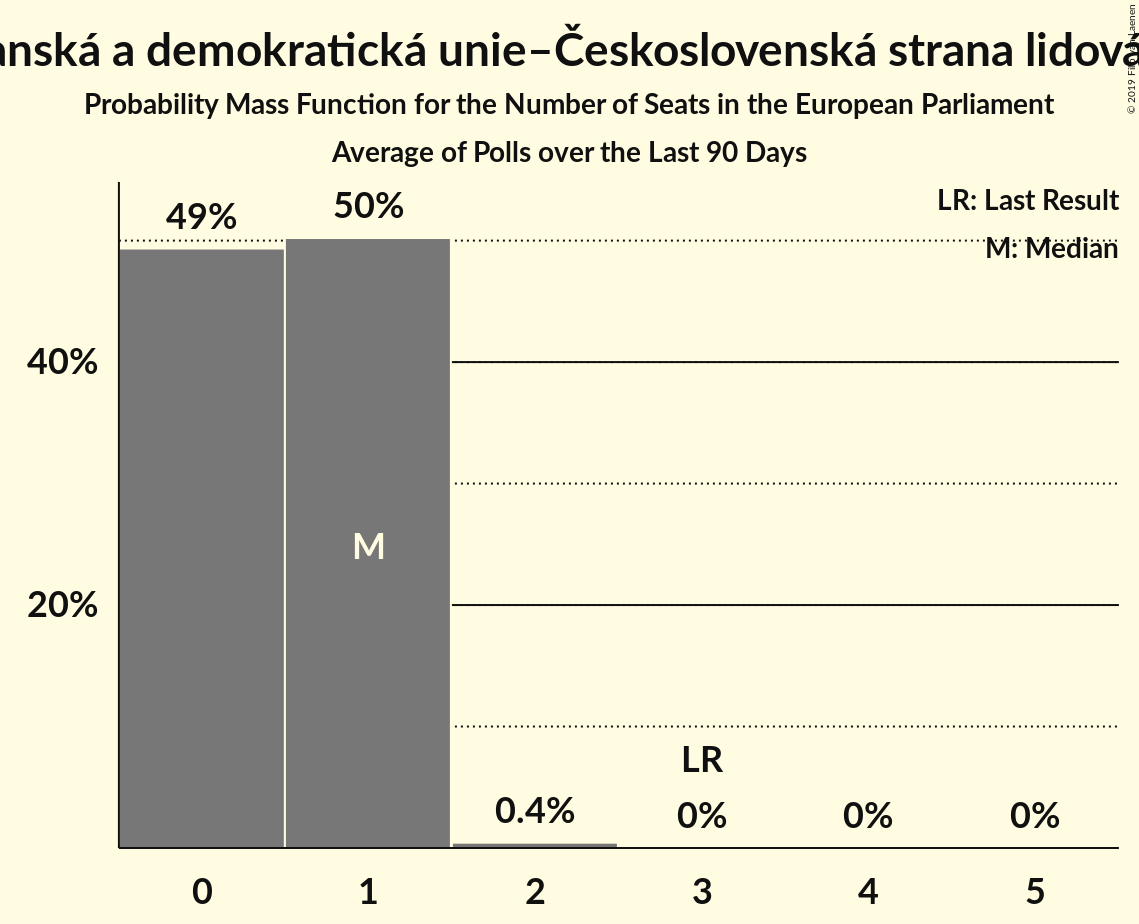 a demokratická unie–Československá strana
Probability Mass Function for the Number of Seats in the European Parliament
Average of Polls over the Last 90 Days
© 2019
LR: Last Result
M: Median
49%
50%
40%
M
20%
LR
0.4%
0%
0%
0%
0
1
2
3
4
5